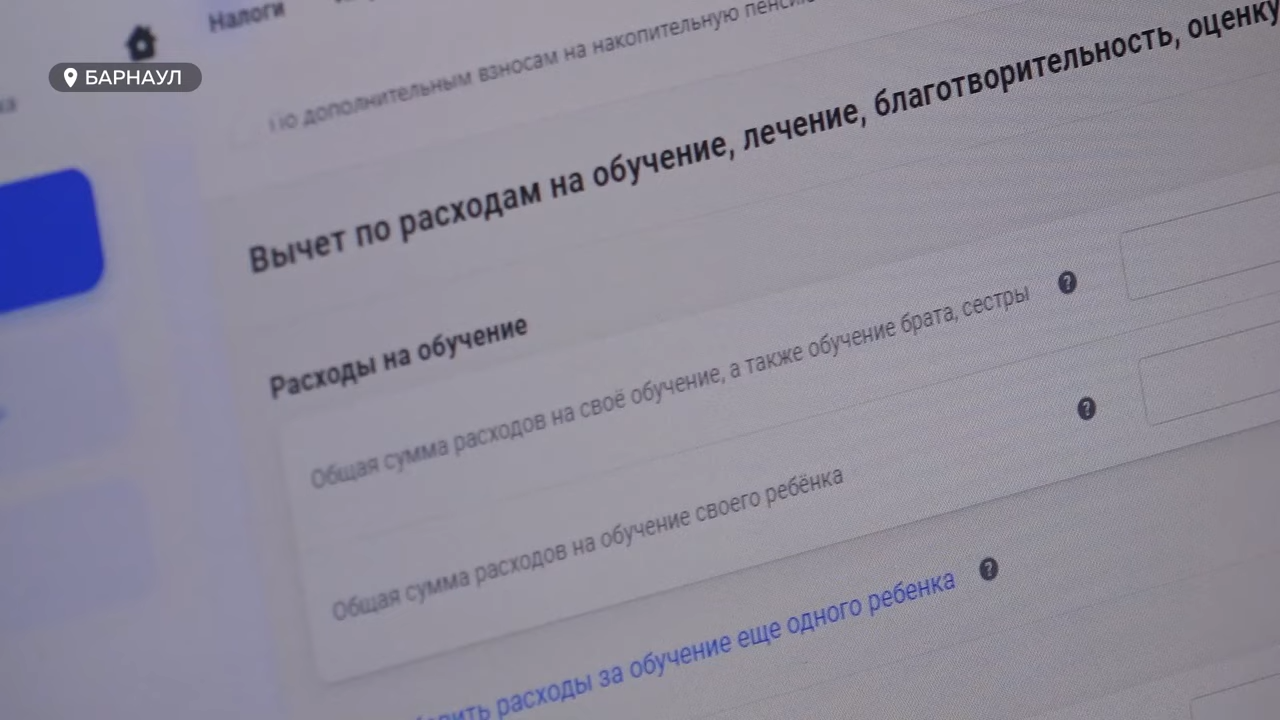 Налоги
БАРНАУЛ
По дополнительным взносам на накопительную
Вычет по расходам на обучение, лечение, благотворительность, оценку
Расходы на обучение
Общая сумма расходов на своё обучение, а также обучение брата, сестры
Общая сумма расходов на обучение своего ребёнка
расходы за обучение еще одного ребенка